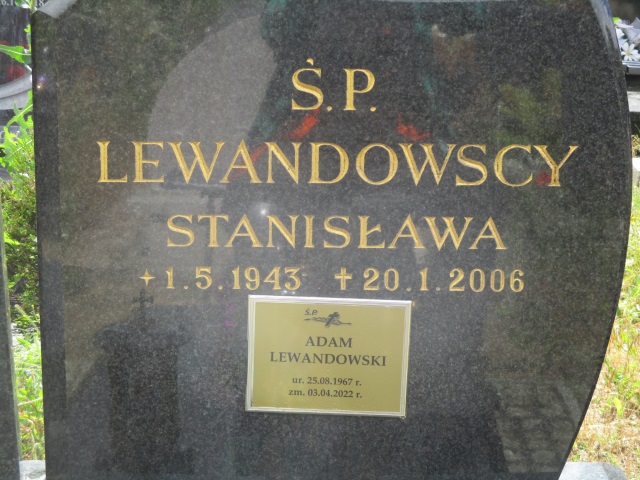 Ś.P.
LEWANDOWSCY
STANISŁAWA
1.5.1943 ✝ 20.1.2006
Ś.P.
ADAM
LEWANDOWSKI
ur. 25.08.1967 r.
zm. 03.04.2022 r.